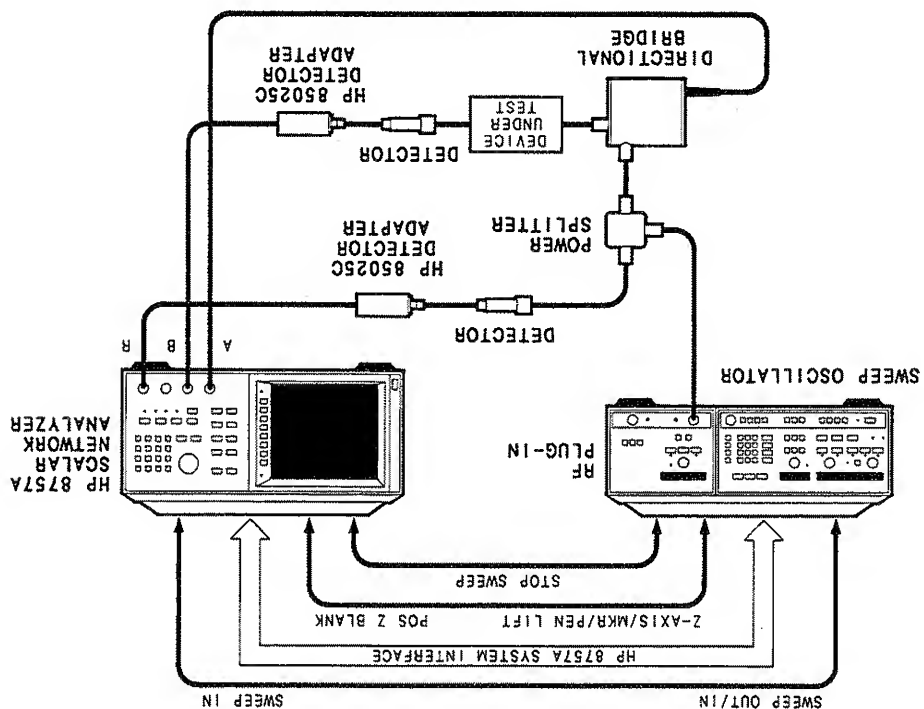 SWEEP OUT/IN
SWEEP IN
HP 8757A SYSTEM INTERFACE
Z-AXIS/MKR/PEN LIFT
POS Z BLANK
STOP SWEEP
RF
PLUG-IN
HP 8757A
SCALAR
NETWORK
ANALYZER
SWEEP OSCILLATOR
A
B
R
DETECTOR
HP 85025C
DETECTOR
ADAPTER
POWER
SPLITTER
DETECTOR
DEVICE
UNDER
TEST
HP 85025C
DETECTOR
ADAPTER
DIRECTIONAL
BRIDGE